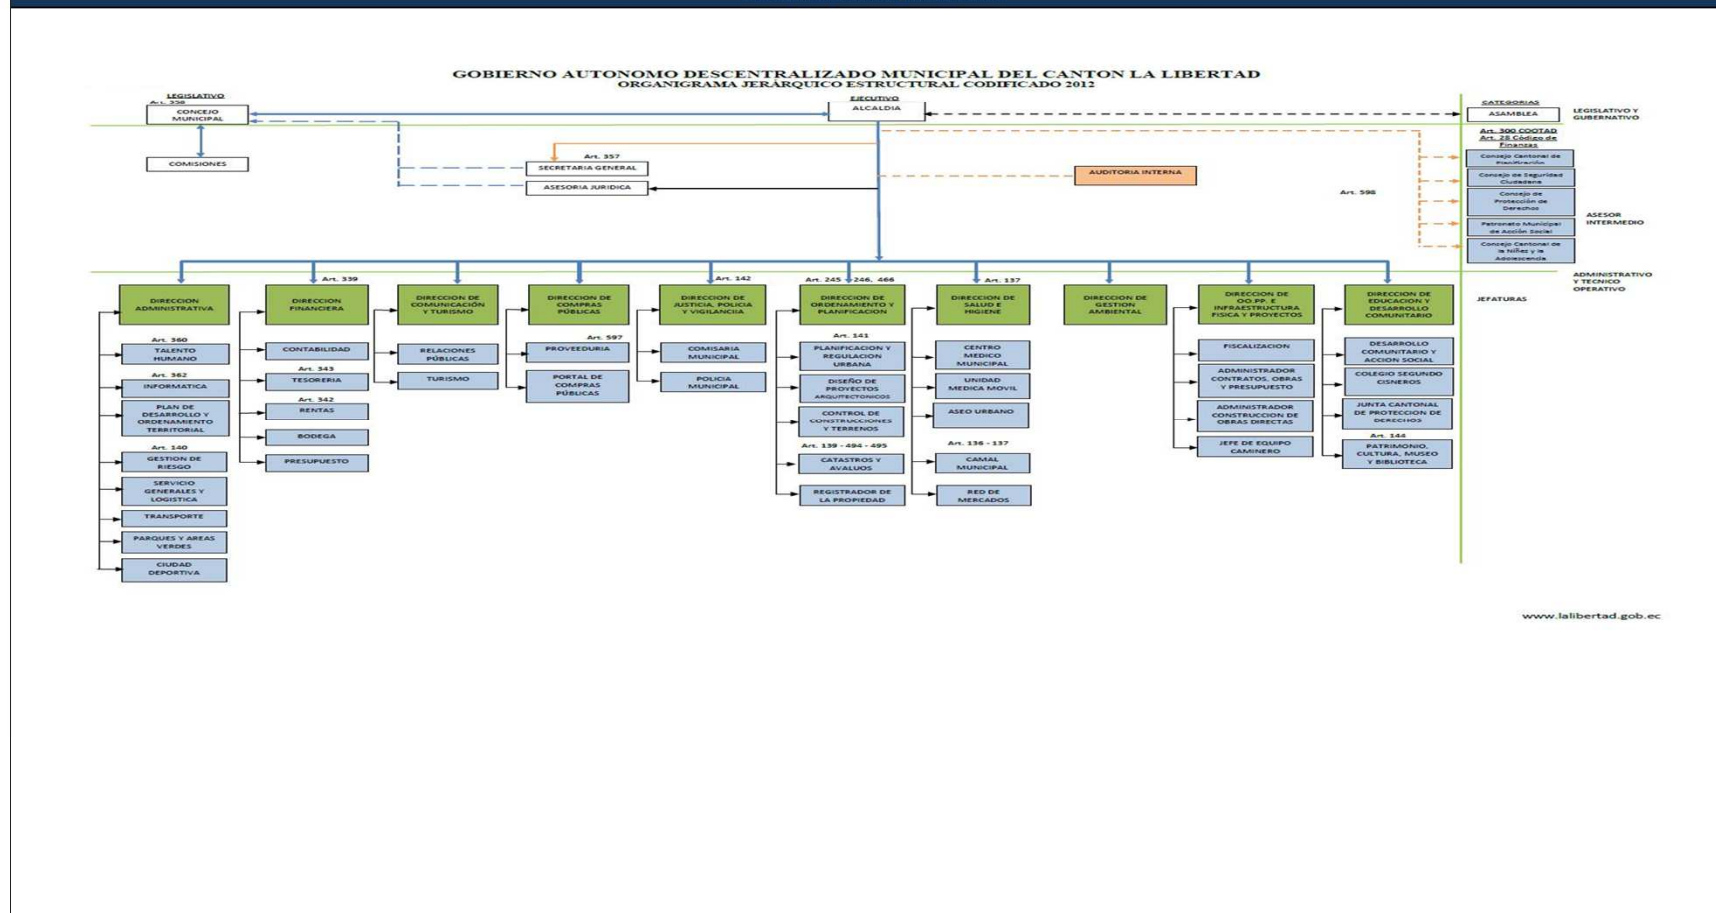 GOBIERNO AUTONOMO DESCENTRALIZADO MUNICIPAL DEL CANTON LA LIBERTAD
ORGANIGRAMA JERÁRQUICO ESTRUCTURAL CODIFICADO 2012
LEGISLATIVO
CONCEJO
MUNICIPAL
COMISIONES
EJECUTIVO
ALCALDIA
Art. 357
SECRETARIA GENERAL
ASESORIA JURIDICA
AUDITORIA INTERNA
CATEGORIAS
ASAMBLEA
LEGISLATIVO Y
GUBERNATIVO
Art. 300 COOTAD
Art. 28 Código de
Finanzas
Consejo Cantonal de
Planificación
Consejo de Seguridad
Ciudadana
Consejo de
Protección de
Derechos
Patronato Municipal
de Acción Social
Consejo Cantonal de
la Niñez y la
Adolescencia
Art. 598
ASESOR
INTERMEDIO
ADMINISTRATIVO
Y TECNICO
OPERATIVO
JEFATURAS
DIRECCION
ADMINISTRATIVA
Art. 360
TALENTO
HUMANO
Art. 362
INFORMATICA
PLAN DE
DESARROLLO Y
ORDENAMIENTO
TERRITORIAL
Art. 140
GESTION DE
RIESGO
SERVICIO
GENERALES Y
LOGISTICA
TRANSPORTE
PARQUES Y AREAS
VERDES
CIUDAD
DEPORTIVA
Art. 339
DIRECCION
FINANCIERA
CONTABILIDAD
Art. 343
TESORERIA
Art. 342
RENTAS
BODEGA
PRESUPUESTO
DIRECCION DE
COMUNICACIÓN
Y TURISMO
RELACIONES
PÚBLICAS
TURISMO
DIRECCION DE
COMPRAS
PÚBLICAS
Art. 597
PROVEEDURIA
PORTAL DE
COMPRAS
PÚBLICAS
Art. 142
DIRECCION DE
JUSTICIA, POLICIA
Y VIGILANCIIA
COMISARIA
MUNICIPAL
POLICIA
MUNICIPAL
Art. 245 246, 466
DIRECCION DE
ORDENAMIENTO Y
PLANIFICACION
Art. 141
PLANIFICACION Y
REGULACION
URBANA
DISEÑO DE
PROYECTOS
ARQUITECTONICOS
CONTROL DE
CONSTRUCCIONES
Y TERRENOS
Art. 139 - 494 - 495
CATASTROS Y
AVALUOS
REGISTRADOR DE
LA PROPIEDAD
Art. 137
DIRECCION DE
SALUD E
HIGIENE
CENTRO
MEDICO
MUNICIPAL
UNIDAD
MEDICA MOVIL
ASEO URBANO
Art. 136 - 137
CAMAL
MUNICIPAL
RED DE
MERCADOS
DIRECCION DE
GESTION
AMBIENTAL
DIRECCION DE
OO.PP. E
INFRAESTRUCTURA
FISICA Y PROYECTOS
FISCALIZACION
ADMINISTRADOR
CONTRATOS, OBRAS
Y PRESUPUESTO
ADMINISTRADOR
CONSTRUCCION DE
OBRAS DIRECTAS
JEFE DE EQUIPO
CAMINERO
DIRECCION DE
EDUCACION Y
DESARROLLO
COMUNITARIO
DESARROLLO
COMUNITARIO Y
ACCION SOCIAL
COLEGIO SEGUNDO
CISNEROS
JUNTA CANTONAL
DE PROTECCION DE
DERECHOS
Art. 144
PATRIMONIO,
CULTURA, MUSEO
Y BIBLIOTECA
www.lalibertad.gob.ec